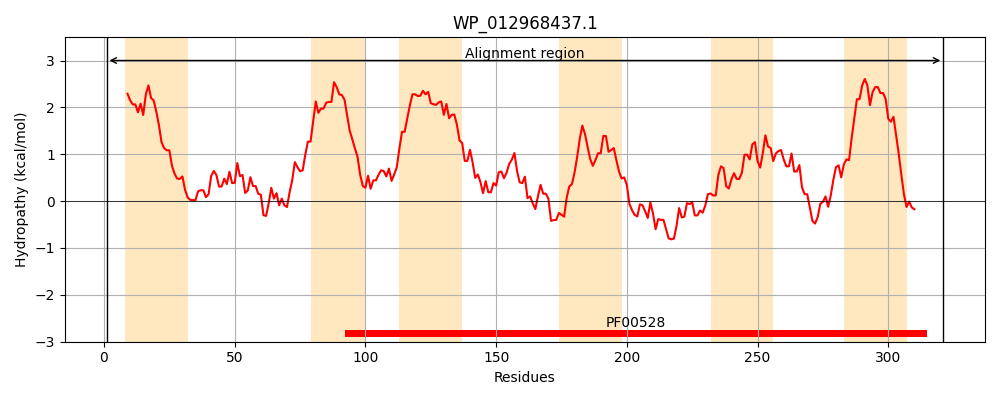 WP_012968437.1
Alignment region
Hydropathy (kcal/mol)
3
2
1
0
−1
−2
−3
PF00528
0 50 100 150 200 250 300
Residues